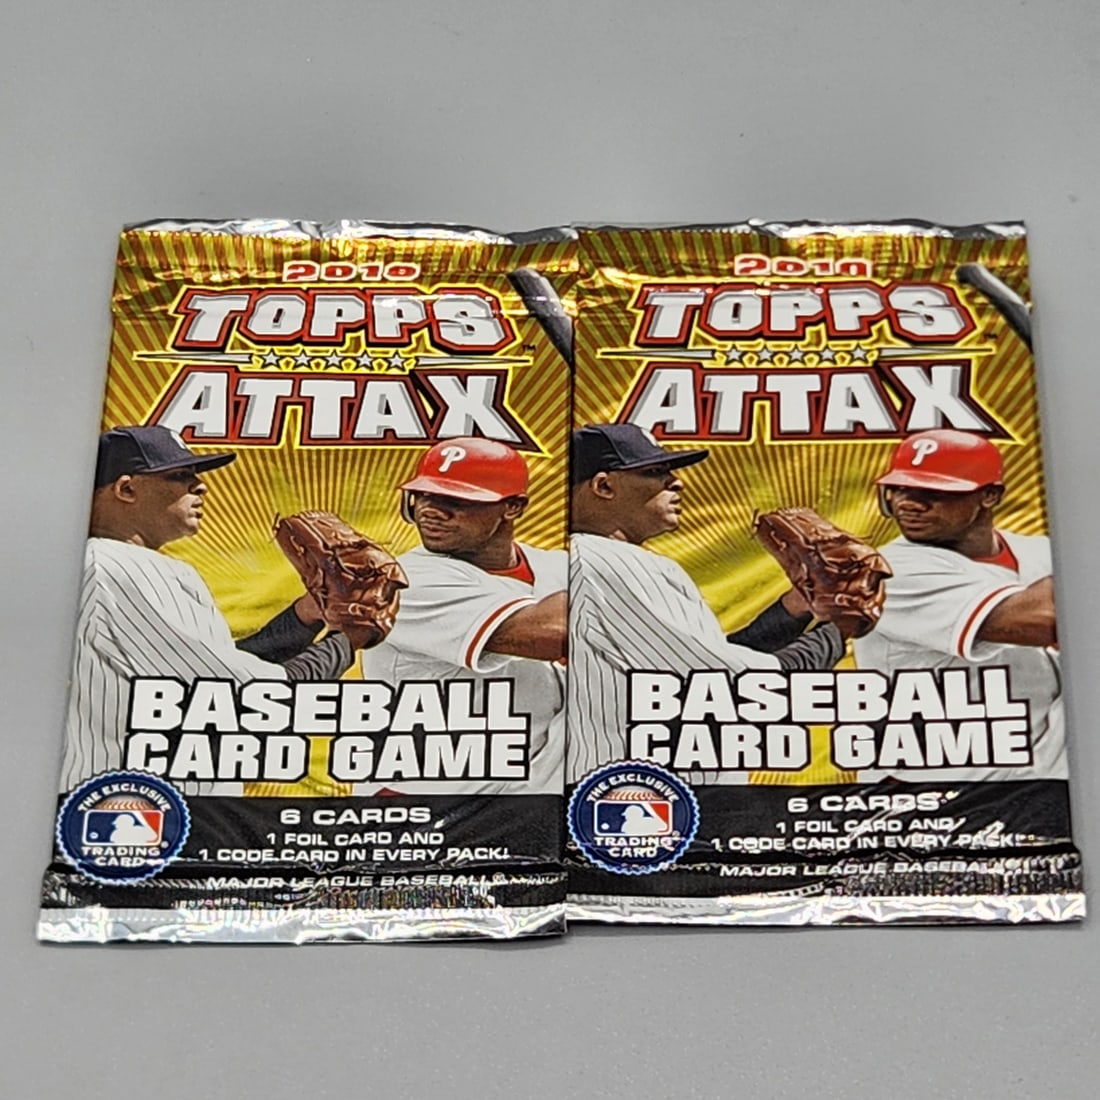 2010
TOPPS
ATTAX
™
P
BASEBALL
CARD GAME
THE EXCLUSIVE
TRADING
CARD
6 CARDS,
1 FOIL CARD AND
1 CODE CARD IN EVERY PACK!
MAJOR LEAGUE BASEBALL
2010
TOPPS
ATTAX
™
P
BASEBALL
CARD GAME
THE EXCLUSIVE
TRADING
CARD
6 CARDS,
1 FOIL CARD AND
1 CODE CARD IN EVERY PACK!
MAJOR LEAGUE BASEBALL